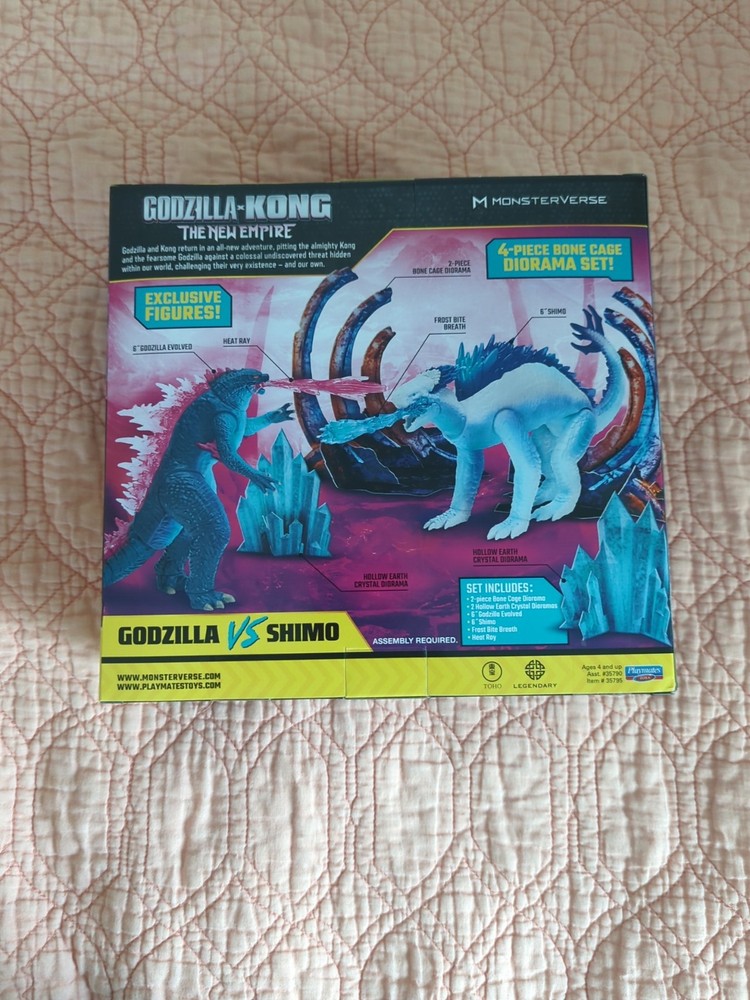 GODZILLA x KONG
THE NEW EMPIRE
MONSTERVERSE
Godzilla and Kong return in an all-new adventure, pitting the almighty Kong
and the fearsome Godzilla against a colossal undiscovered threat hidden
within our world, challenging their very existence – and our own.
4-PIECE BONE CAGE
DIORAMA SET!
2-PIECE
BONE CAGE DIORAMA
EXCLUSIVE
FIGURES!
6" SHIMO
FROST BITE
BREATH
HEAT RAY
6" GODZILLA EVOLVED
HOLLOW EARTH
CRYSTAL DIORAMA
HOLLOW EARTH
CRYSTAL DIORAMA
SET INCLUDES:
• 2-piece Bone Cage Diorama
• 2 Hollow Earth Crystal Dioramas
• 6" Godzilla Evolved
• 6" Shimo
• Frost Bite Breath
• Heat Ray
GODZILLA VS SHIMO
ASSEMBLY REQUIRED.
WWW.MONSTERVERSE.COM
WWW.PLAYMATESTOYS.COM
TOHO
LEGENDARY
Ages 4 and up
Asst. #35790
Item # 35795
Playmates